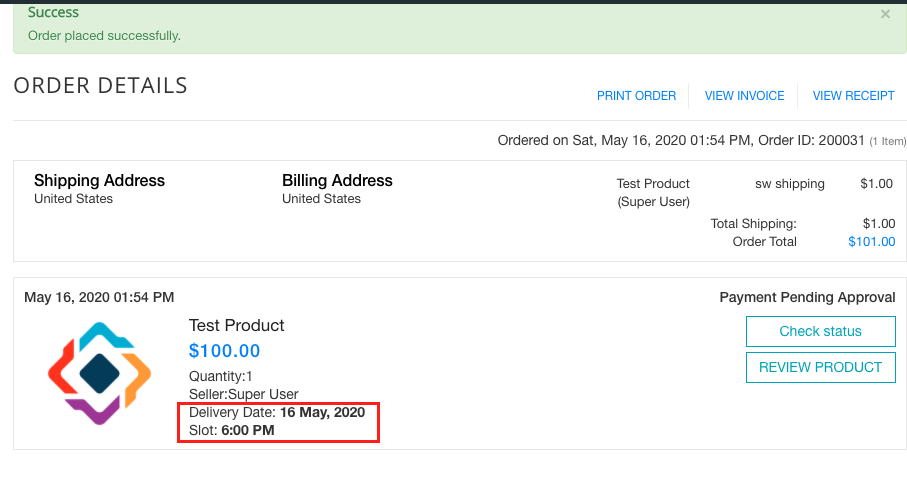 Success
×
Order placed successfully.
ORDER DETAILS
PRINT ORDER
VIEW INVOICE
VIEW RECEIPT
Ordered on Sat, May 16, 2020 01:54 PM, Order ID: 200031 (1 Item)
Shipping Address
United States
Billing Address
United States
Test Product
(Super User)
sw shipping
$1.00
Total Shipping: $1.00
Order Total $101.00
May 16, 2020 01:54 PM
Payment Pending Approval
Test Product
$100.00
Quantity:1
Seller:Super User
Delivery Date: 16 May, 2020
Slot: 6:00 PM
Check status
REVIEW PRODUCT